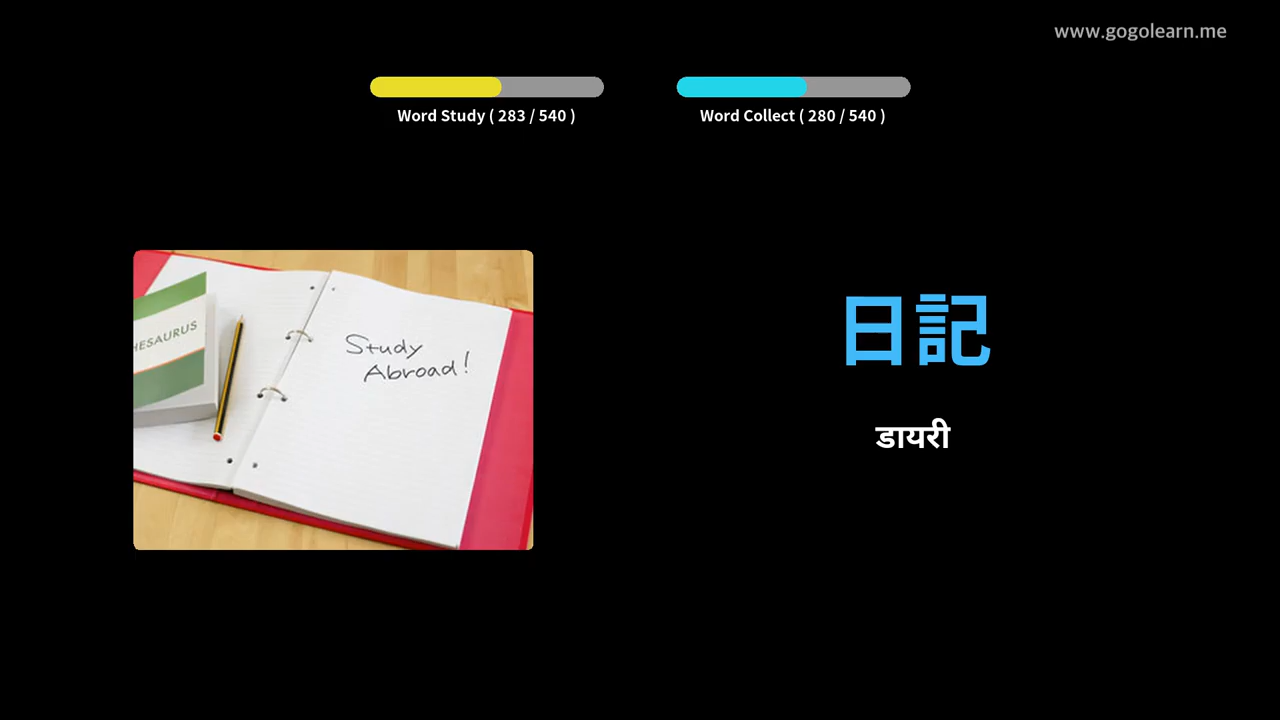 www.gogolearn.me
Word Study ( 283 / 540 )
Word Collect ( 280 / 540 )
HESAURUS
Study
Abroad!
日記
डायरी